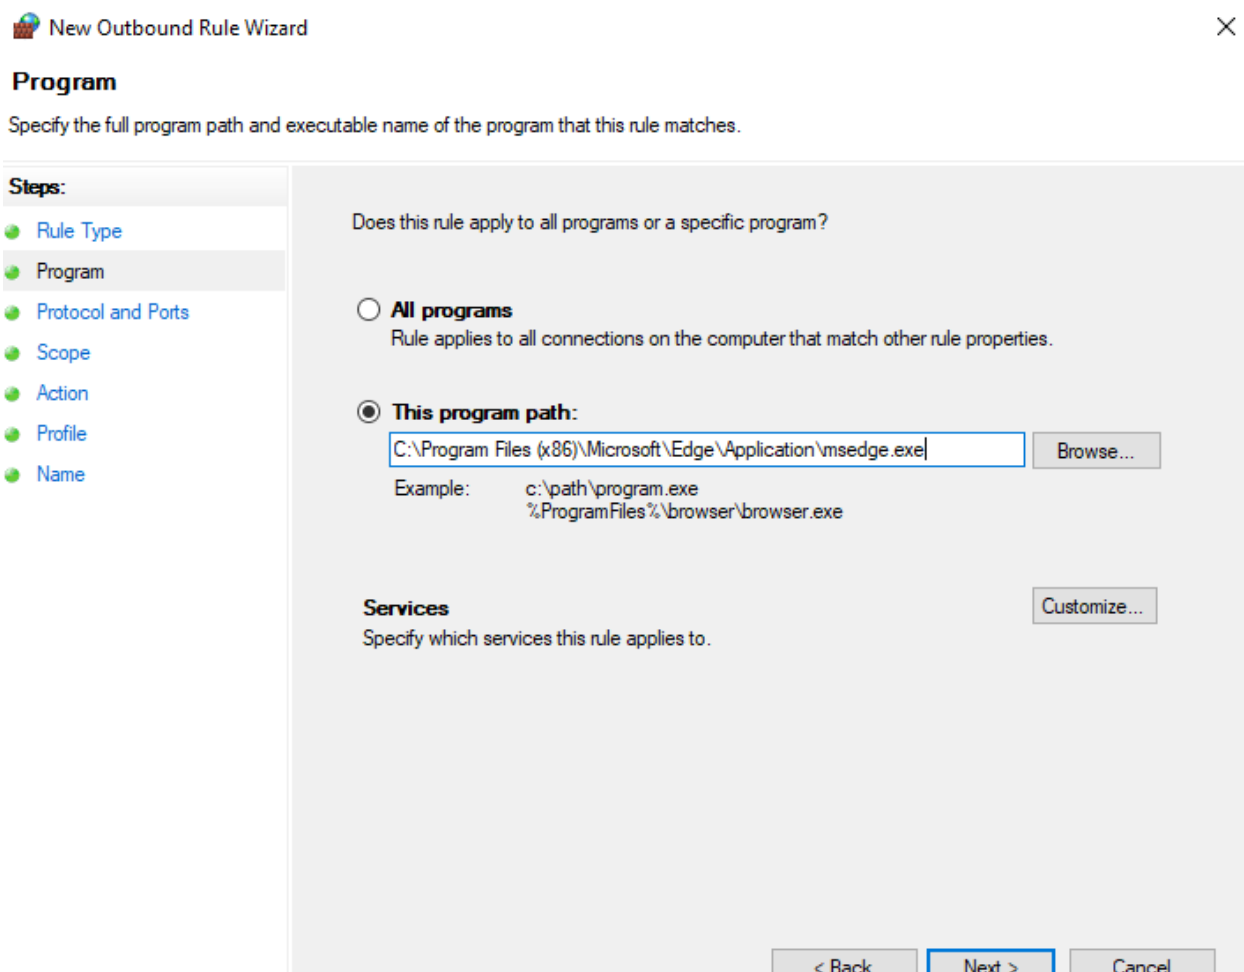 New Outbound Rule Wizard
Program
Specify the full program path and executable name of the program that this rule matches.
Steps:
Rule Type
Program
Protocol and Ports
Scope
Action
Profile
Name
Does this rule apply to all programs or a specific program?
All programs
Rule applies to all connections on the computer that match other rule properties.
This program path:
C:\Program Files (x86)\Microsoft\Edge\Application\msedge.exe
Browse...
Example: c:\path\program.exe
%ProgramFiles%\browser\browser.exe
Services
Customize...
Specify which services this rule applies to.
< Back Next > Cancel